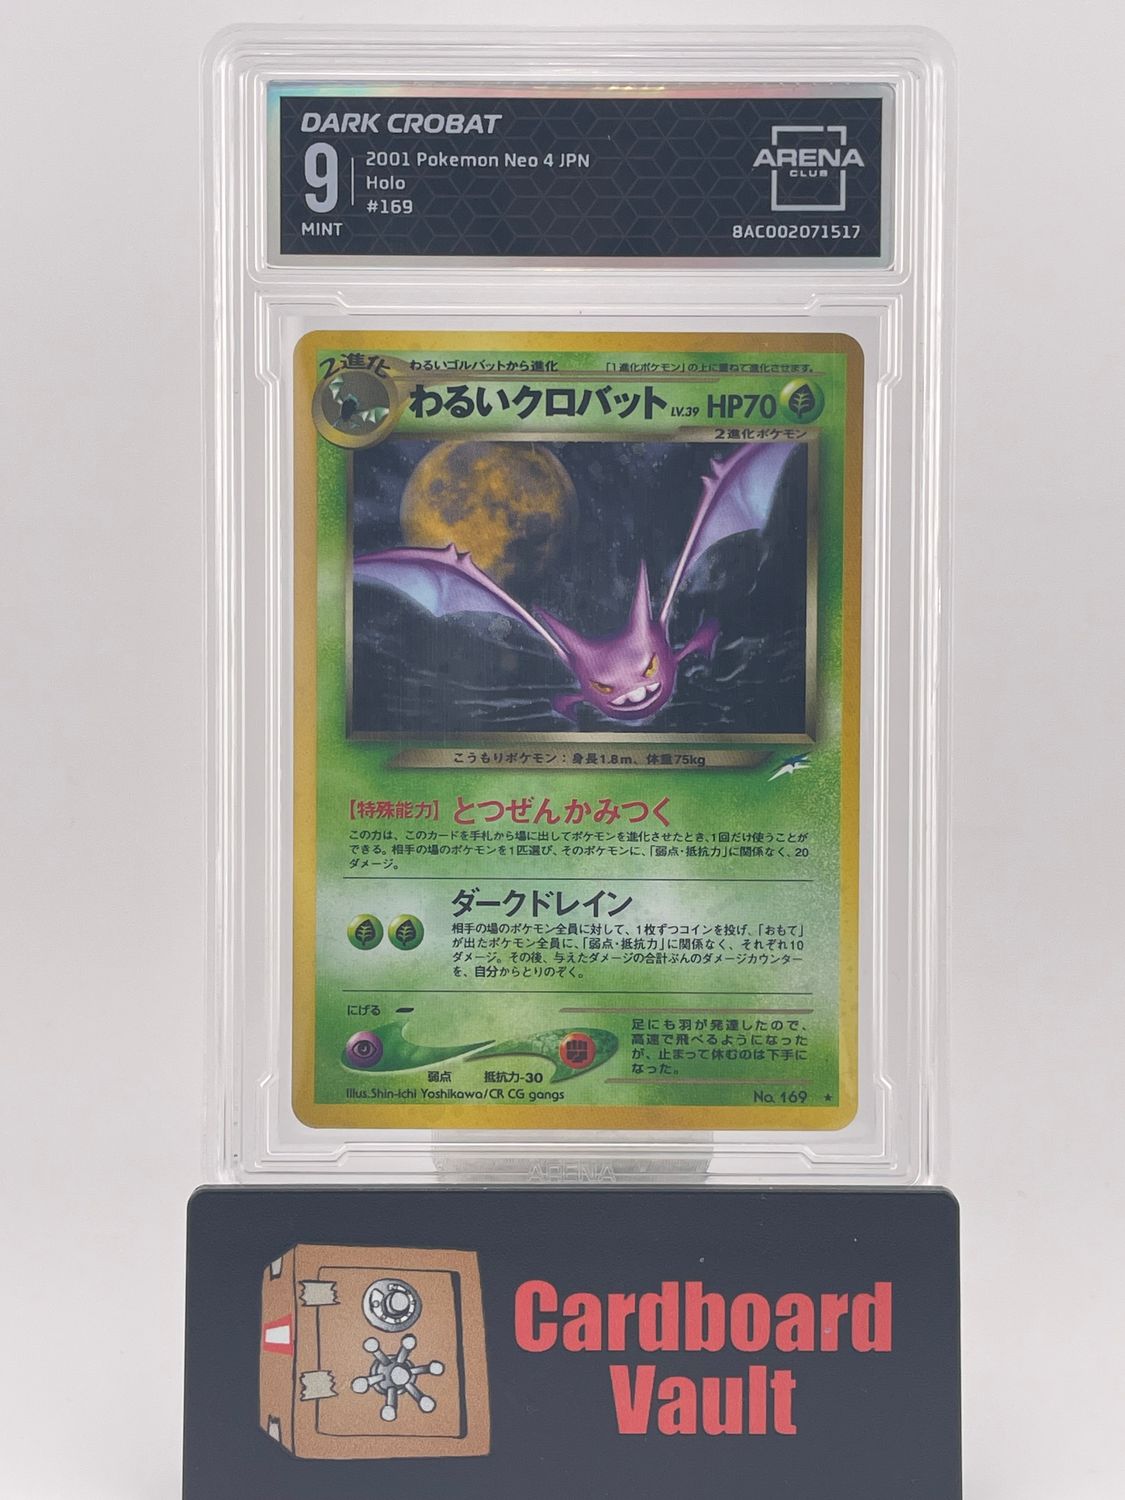 DARK CROBAT
9
MINT
2001 Pokemon Neo 4 JPN
Holo
#169
ARENA
CLUB
8AC002071517
2進化
わるいゴルバットから進化
「1進化ポケモン」の上に重ねて進化させます。
わるいクロバット LV.39 HP70
2進化ポケモン
こうもりポケモン:身長1.8m、体重75kg
【特殊能力】とつぜんかみつく
この力は、このカードを手札から場に出してポケモンを進化させたとき、1回だけ使うことが
できる。相手の場のポケモンを1匹選び、そのポケモンに、「弱点・抵抗力」に関係なく、20
ダメージ。
ダークドレイン
相手の場のポケモン全員に対して、1枚ずつコインを投げ、「おもて」
が出たポケモン全員に、「弱点・抵抗力」に関係なく、それぞれ10
ダメージ。その後、与えたダメージの合計ぶんのダメージカウンター
を、自分からとりのぞく。
にげる
弱点
抵抗力-30
足にも羽が発達したので、
高速で飛べるようになった
が、止まって休むのは下手に
なった。
Illus.Shin-ichi Yoshikawa/CR CG gangs
No. 169 ★
ARENA
Cardboard
Vault